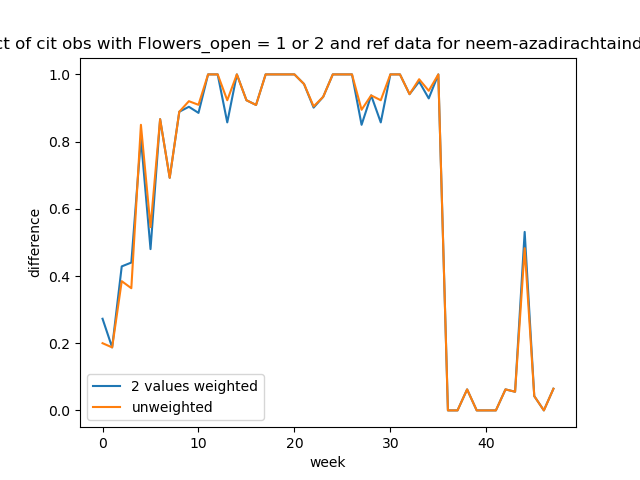 ct of cit obs with Flowers_open = 1 or 2 and ref data for neem-azadirachtaind
1.0
0.8
0.6
0.4
0.2
0.0
difference
2 values weighted
unweighted
0 10 20 30 40
week